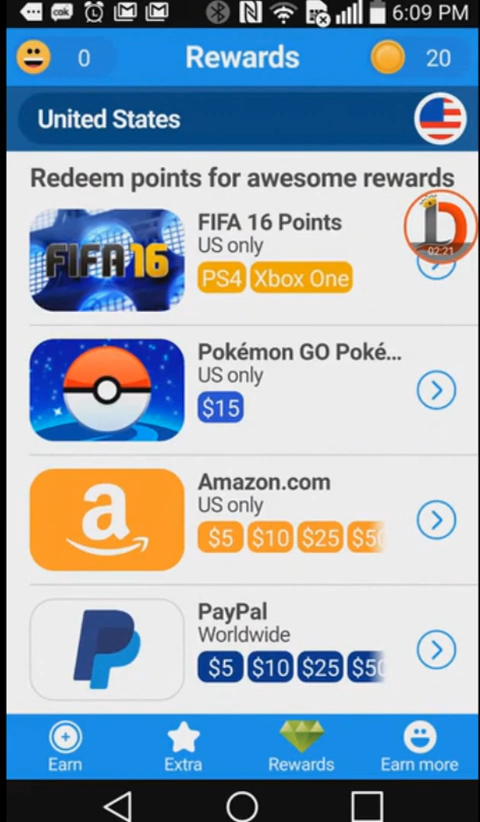 cak
N
6:09 PM
0
Rewards
20
United States
Redeem points for awesome rewards
FIFA 16
FIFA 16 Points
US only
PS4 Xbox One
D
02:21
Pokémon GO Poké...
US only
$15
a
Amazon.com
US only
$5 $10 $25 $50
PayPal
Worldwide
$5 $10 $25 $50
Earn
Extra
Rewards
Earn more